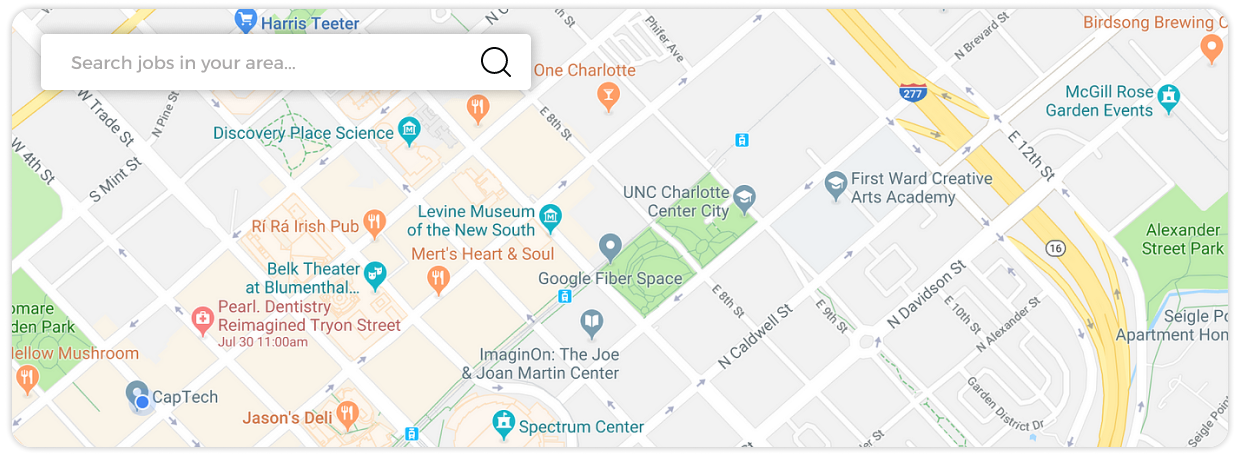 Harris Teeter
N C
th St
Phifer Ave
N Brevard St
Birdsong Brewing C
Search jobs in your area...
One Charlotte
277
McGill Rose
Garden Events
W Trade St
N Pine St
Discovery Place Science
E 8th St
E 12th St
W 4th St
S Mint St
UNC Charlotte
Center City
First Ward Creative
Arts Academy
Levine Museum
of the New South
Rí Rá Irish Pub
Mert's Heart & Soul
Alexander
Street Park
16
Belk Theater
at Blumenthal...
Google Fiber Space
E 8th St
E 9th St
N Davidson St
E 10th St
N Alexander St
omare
den Park
Pearl. Dentistry
Reimagined Tryon Street
Jul 30 11:00am
N Caldwell St
Seigle Po
Apartment Hom
ellow Mushroom
ImaginOn: The Joe
& Joan Martin Center
CapTech
Garden District Dr
Jason's Deli
Spectrum Center
er St
Seigle Poin